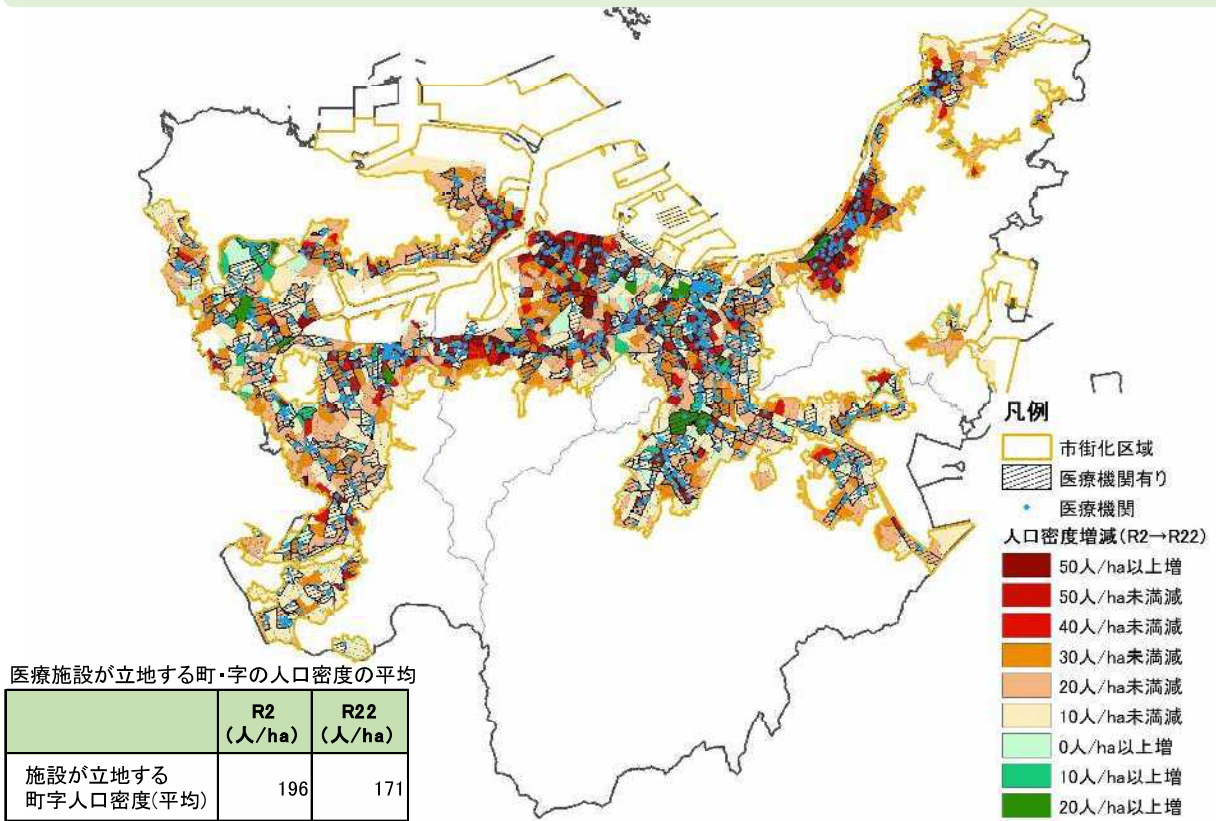 凡例
市街化区域
医療機関有り
医療機関
人口密度増減(R2→R22)
50人/ha以上増
50人/ha未満減
40人/ha未満減
30人/ha未満減
20人/ha未満減
10人/ha未満減
0人/ha以上増
10人/ha以上増
20人/ha以上増
医療施設が立地する町・字の人口密度の平均
R2 R22
(人/ha) (人/ha)
施設が立地する
町字人口密度(平均) 196 171